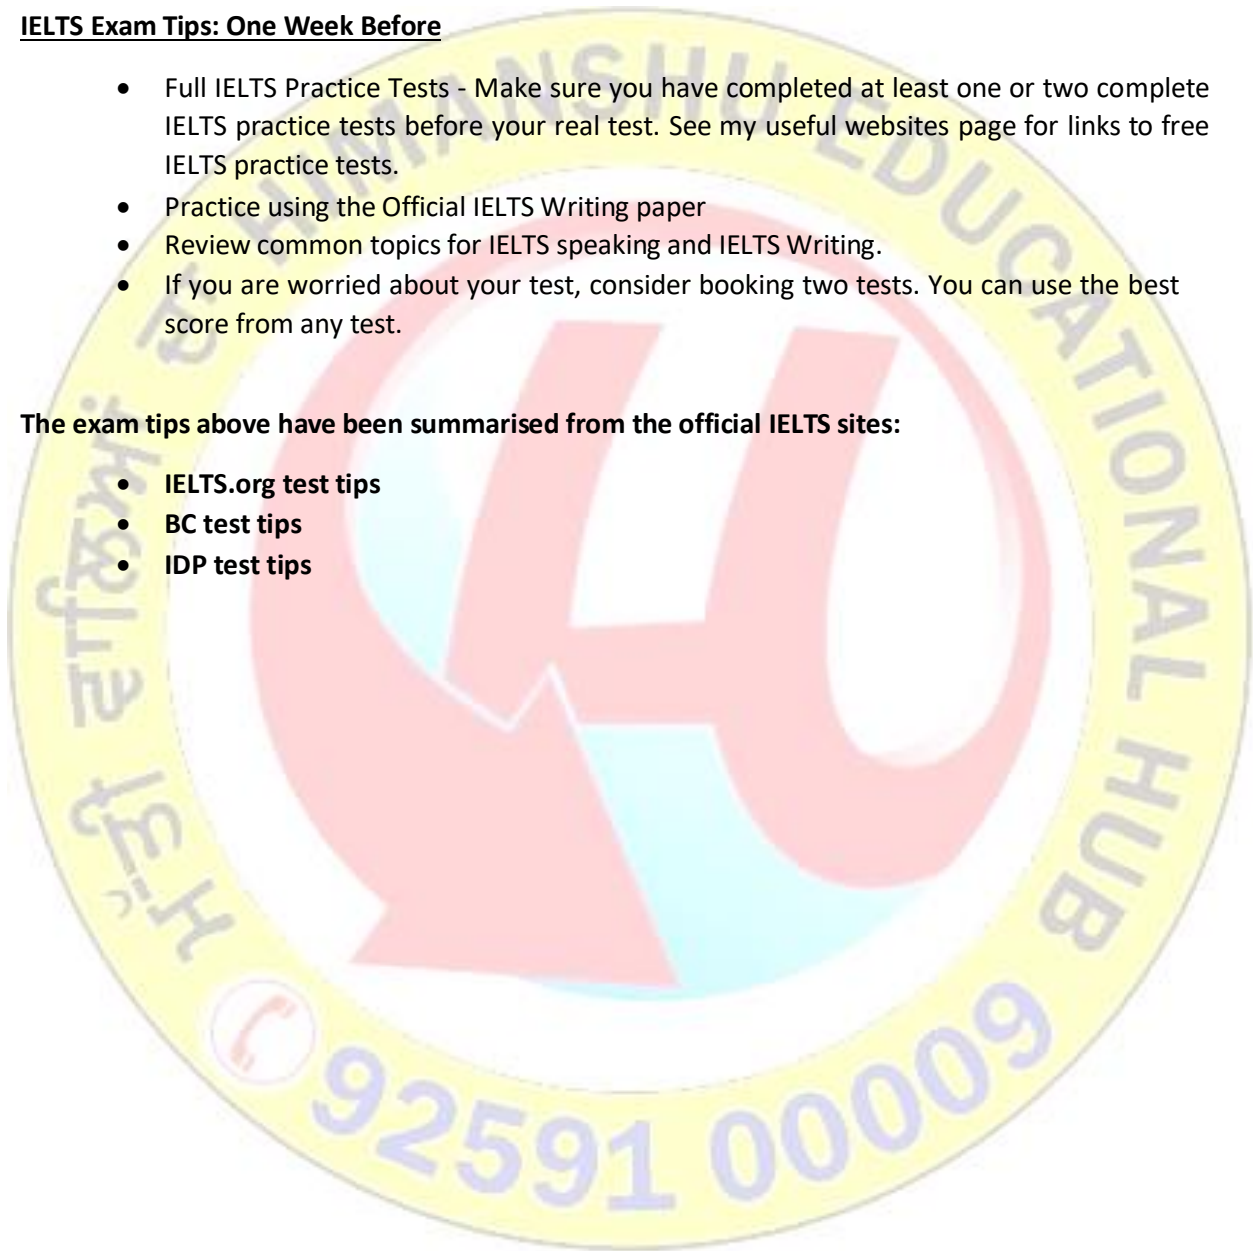 IELTS Exam Tips: One Week Before
• Full IELTS Practice Tests - Make sure you have completed at least one or two complete
IELTS practice tests before your real test. See my useful websites page for links to free
IELTS practice tests.
• Practice using the Official IELTS Writing paper
• Review common topics for IELTS speaking and IELTS Writing.
• If you are worried about your test, consider booking two tests. You can use the best
score from any test.
The exam tips above have been summarised from the official IELTS sites:
• IELTS.org test tips
• BC test tips
• IDP test tips
HIMANSHU EDUCATIONAL HUB
92591 00009